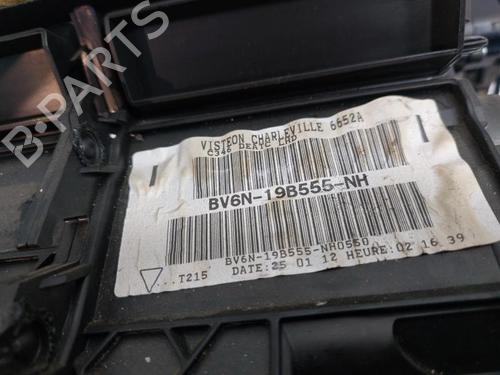 VISTEON CHARLEVILLE 6652A
C346 DEATC LHD
BV6N-19B555-NH
BV6N-19B555-NH0550
...T215 DATE:25 01 12 HEURE:02 16 39
B-PARTS